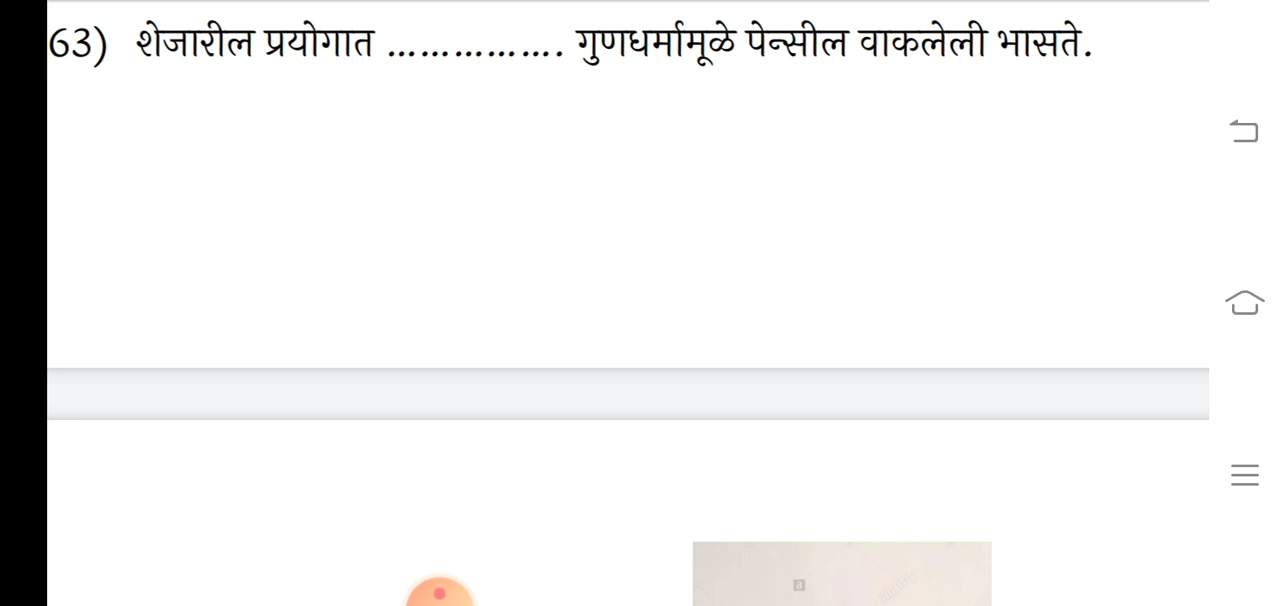 63) शेजारील प्रयोगात ................ गुणधर्मामूळे पेन्सील वाकलेली भासते.
a